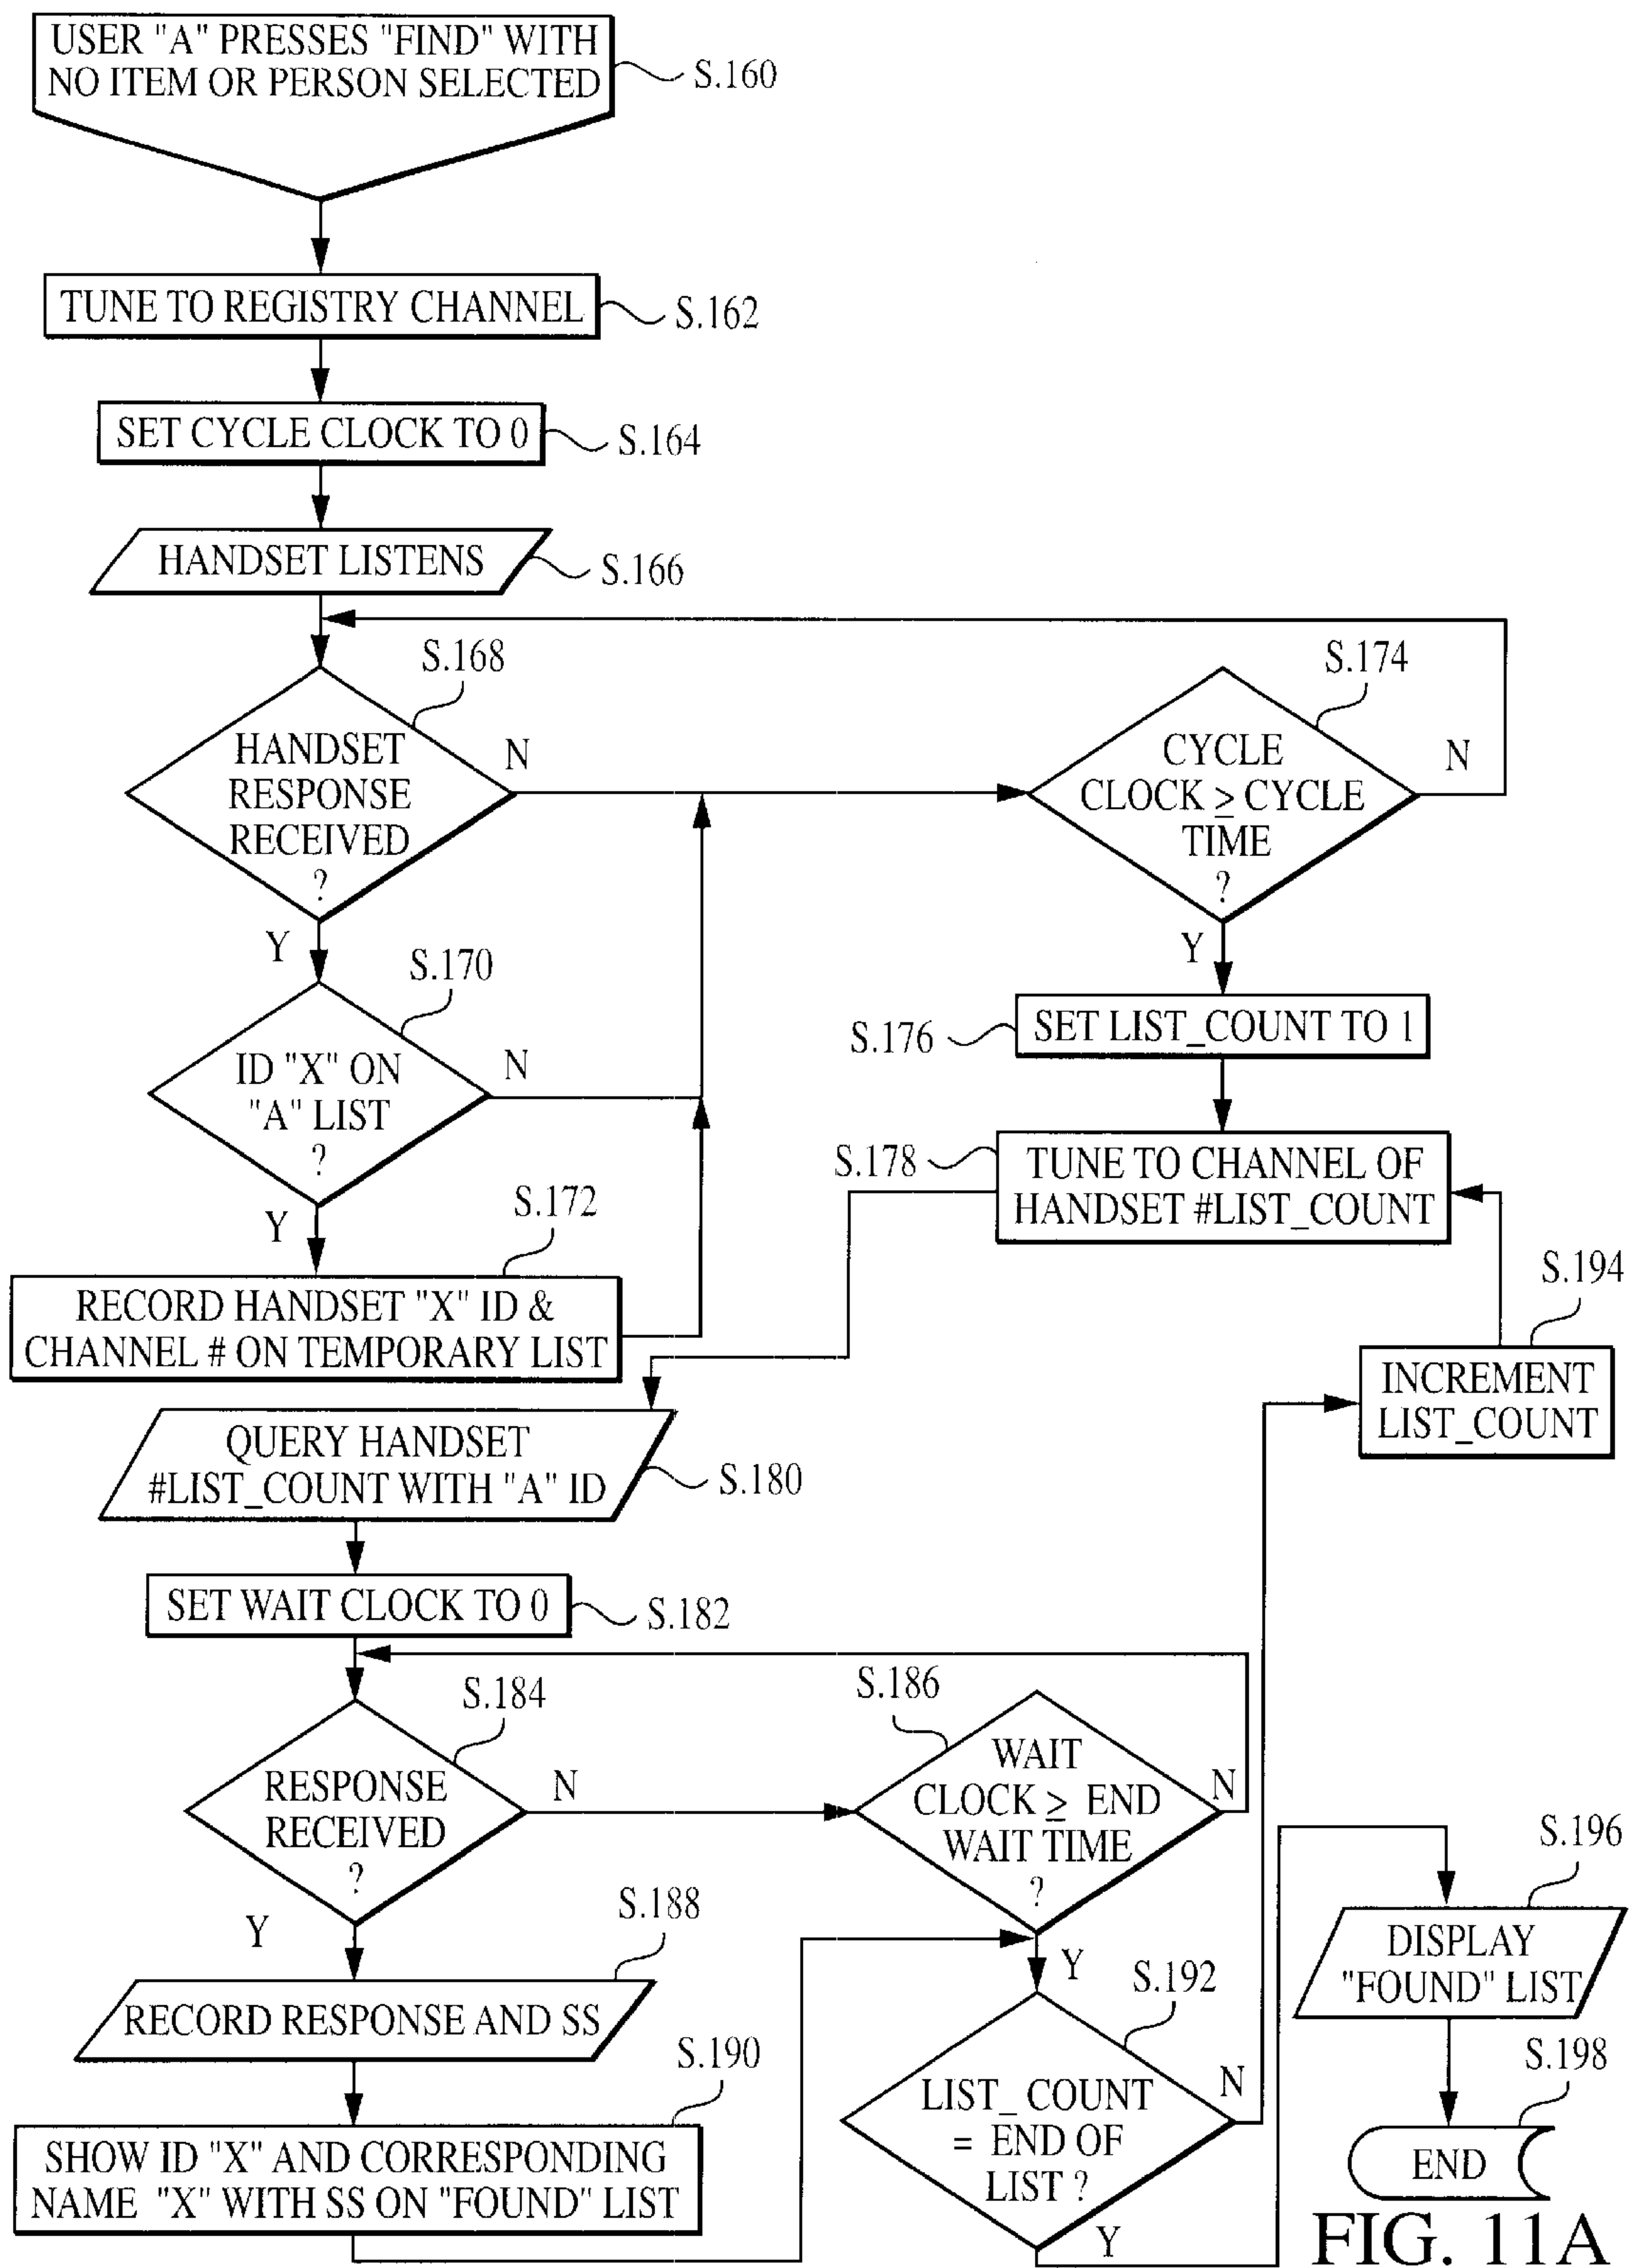 USER "A" PRESSES "FIND" WITH
NO ITEM OR PERSON SELECTED
S.160
TUNE TO REGISTRY CHANNEL
S.162
SET CYCLE CLOCK TO 0
S.164
HANDSET LISTENS
S.166
S.168
HANDSET
RESPONSE
RECEIVED
?
N
Y
S.174
CYCLE
CLOCK ≥ CYCLE
TIME
?
N
Y
S.170
ID "X" ON
"A" LIST
?
N
Y
S.176
SET LIST_COUNT TO 1
S.178
TUNE TO CHANNEL OF
HANDSET #LIST_COUNT
S.172
RECORD HANDSET "X" ID &
CHANNEL # ON TEMPORARY LIST
S.194
INCREMENT
LIST_COUNT
QUERY HANDSET
#LIST_COUNT WITH "A" ID
S.180
SET WAIT CLOCK TO 0
S.182
S.184
RESPONSE
RECEIVED
?
N
Y
S.186
WAIT
CLOCK ≥ END
WAIT TIME
?
N
Y
S.188
RECORD RESPONSE AND SS
S.190
SHOW ID "X" AND CORRESPONDING
NAME "X" WITH SS ON "FOUND" LIST
S.192
LIST_COUNT
= END OF
LIST ?
N
Y
S.196
DISPLAY
"FOUND" LIST
S.198
END
FIG. 11A